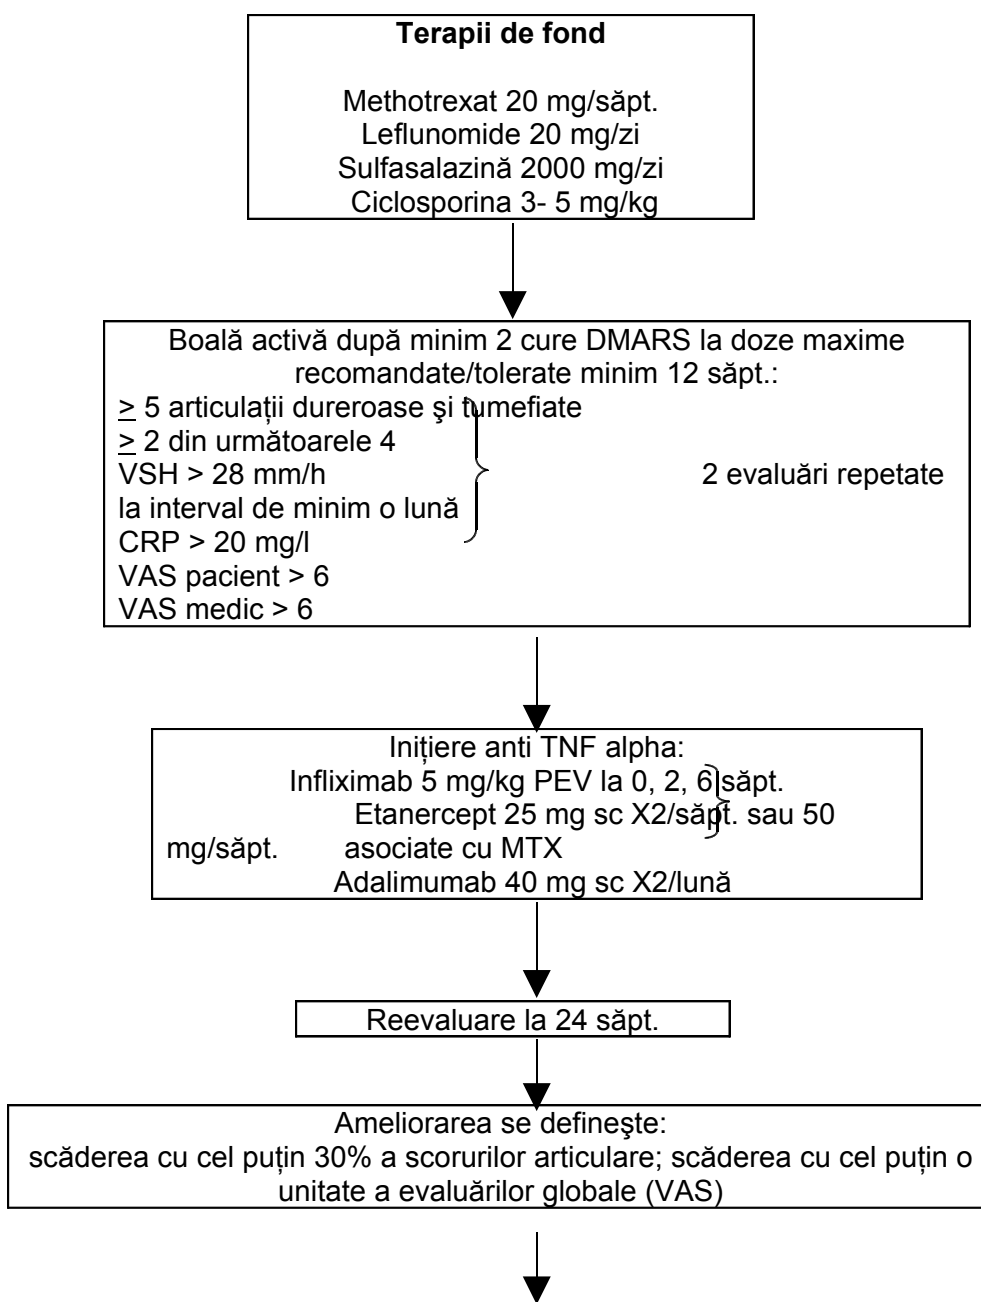 Terapii de fond
Methotrexat 20 mg/săpt.
Leflunomide 20 mg/zi
Sulfasalazină 2000 mg/zi
Ciclosporina 3- 5 mg/kg
Boală activă după minim 2 cure DMARS la doze maxime
recomandate/tolerate minim 12 săpt.:
≥ 5 articulaţii dureroase şi tumefiate
≥ 2 din următoarele 4
VSH > 28 mm/h 2 evaluări repetate
la interval de minim o lună
CRP > 20 mg/l
VAS pacient > 6
VAS medic > 6
Iniţiere anti TNF alpha:
Infliximab 5 mg/kg PEV la 0, 2, 6 săpt.
Etanercept 25 mg sc X2/săpt. sau 50
mg/săpt. asociate cu MTX
Adalimumab 40 mg sc X2/lună
Reevaluare la 24 săpt.
Ameliorarea se defineşte:
scăderea cu cel puţin 30% a scorurilor articulare; scăderea cu cel puţin o
unitate a evaluărilor globale (VAS)